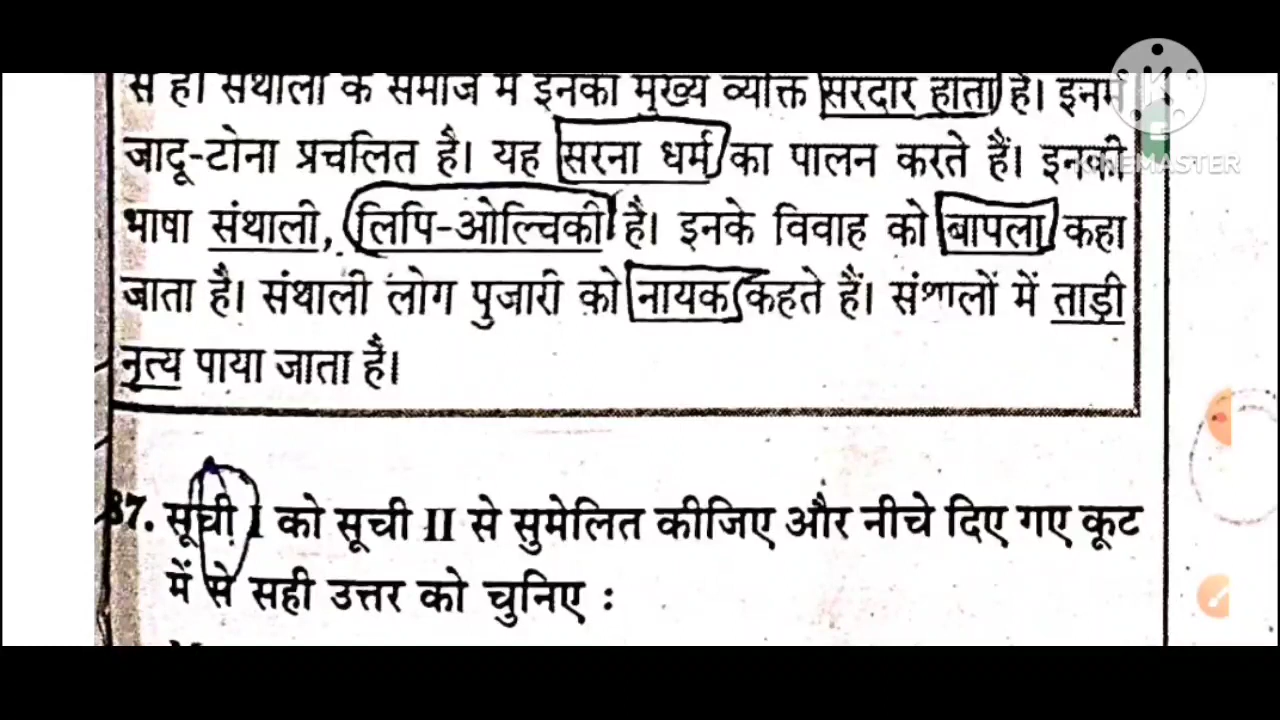 से है। संथालों के समाज में इनका मुख्य व्यक्ति सरदार होता है। इनमें
जादू-टोना प्रचलित है। यह सरना धर्म का पालन करते हैं। इनकी
भाषा संथाली, लिपि-ओल्चिकी है। इनके विवाह को बापला कहा
जाता है। संथाली लोग पुजारी को नायक कहते हैं। संथालों में ताड़ी
नृत्य पाया जाता है।
37. सूची I को सूची II से सुमेलित कीजिए और नीचे दिए गए कूट
में से सही उत्तर को चुनिए :
K
KINEMASTER